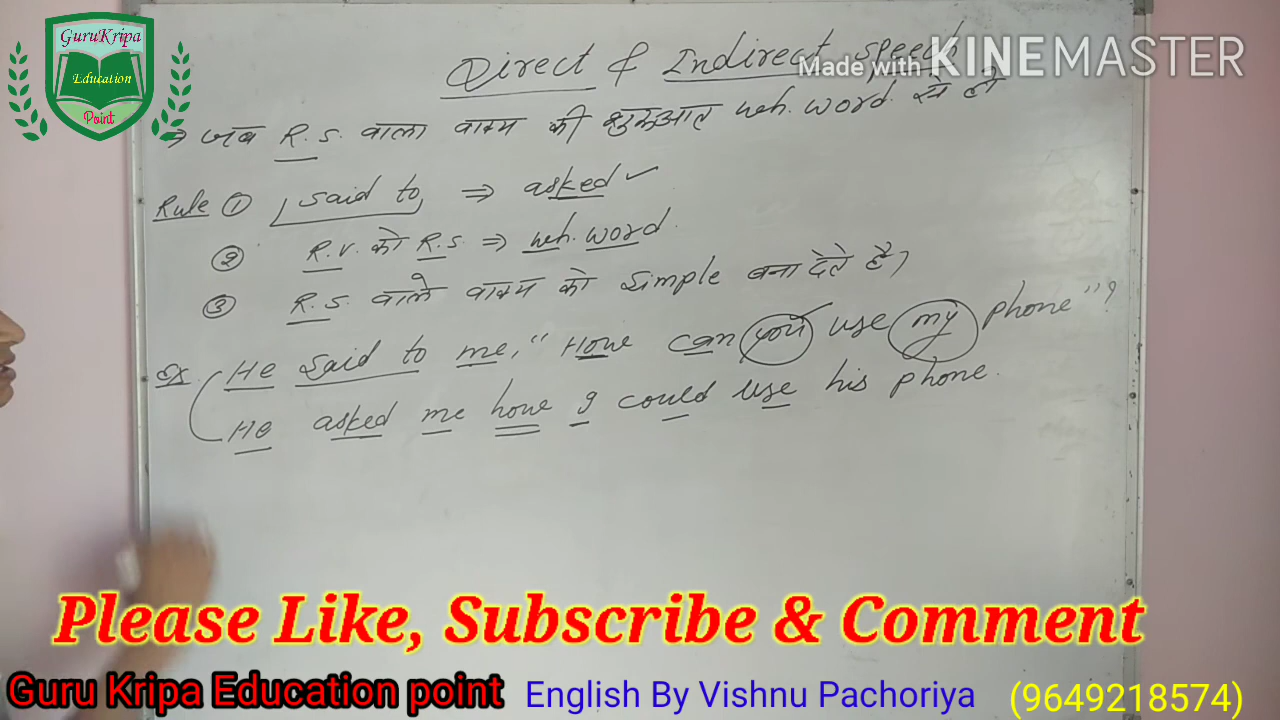 GuruKripa
Education
Point
Made with KINEMASTER
Direct & Indirect speech
⇒ जब R.S. वाला वाक्य की शुरूआत wh. word. से हो
Rule ① said to ⇒ asked ✓
② R.V. को R.S. ⇒ wh. word.
③ R.S. वाले वाक्य को simple बना देते है।
Ex. He said to me, "How can you use my phone"?
He asked me how I could use his phone.
Please Like, Subscribe & Comment
Guru Kripa Education point English By Vishnu Pachoriya (9649218574)